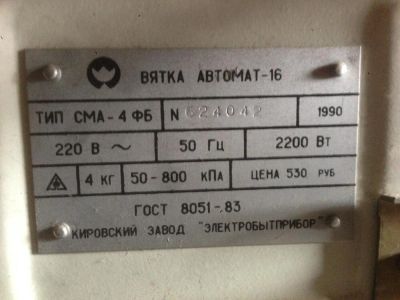 ВЯТКА АВТОМАТ-16
ТИП СМА-4 ФБ N 624042 1990
220 В ~ 50 Гц 2200 Вт
4 кг 50-800 кПа ЦЕНА 530 РУБ
ГОСТ 8051-83
КИРОВСКИЙ ЗАВОД "ЭЛЕКТРОБЫТПРИБОР"